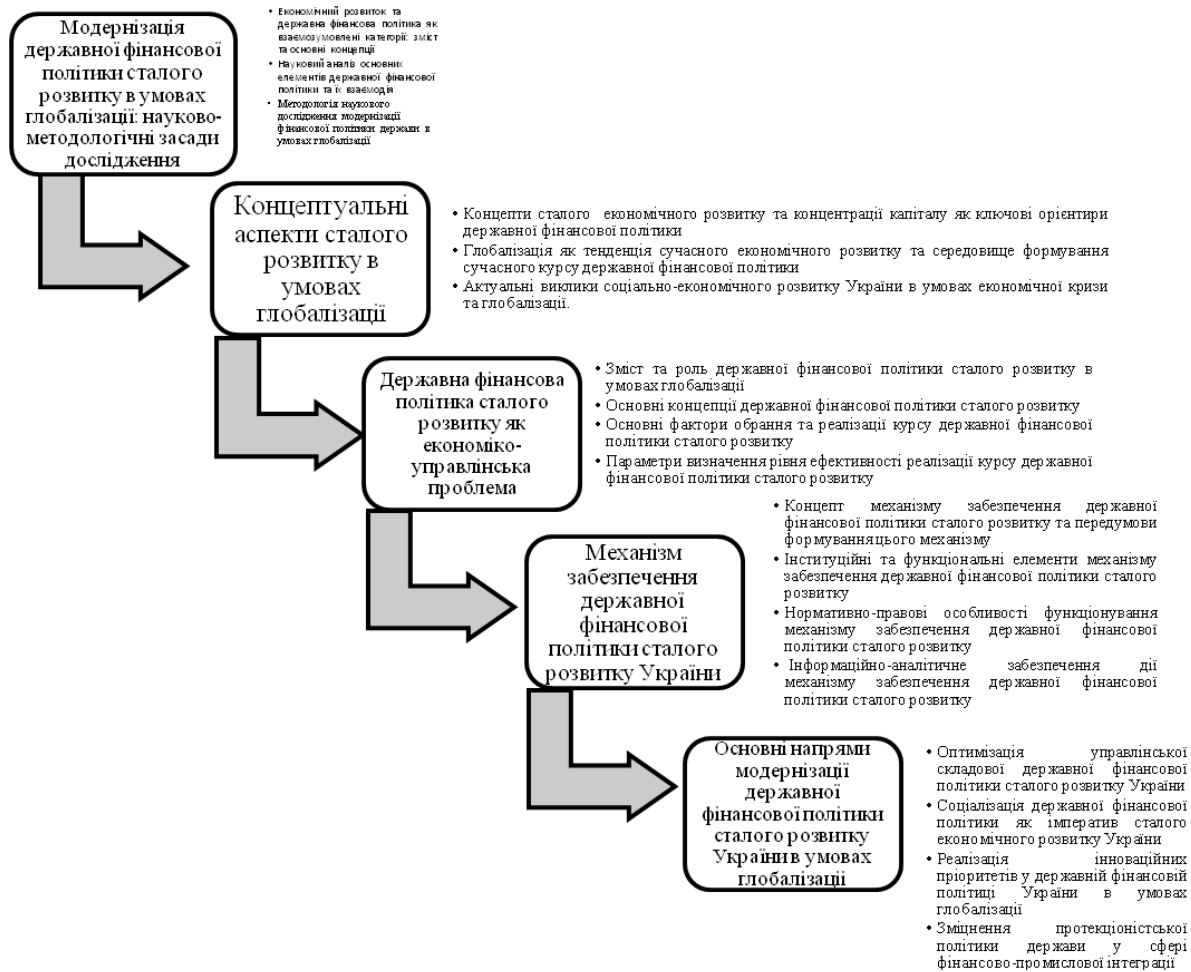 Модернізація
державної фінансової
політики сталого
розвитку в умовах
глобалізації: науково-
методологічні засади
дослідження
• Економічний розвиток та
державна фінансова політика як
взаємозумовлені категорії: зміст
та основні концепції
• Науковий аналіз основних
елементів державної фінансової
політики та їх взаємодія
• Методологія наукового
дослідження модернізації
фінансової політики держави в
умовах глобалізації
Концептуальні
аспекти сталого
розвитку в
умовах
глобалізації
• Концепти сталого економічного розвитку та концентрації капіталу як ключові орієнтири
державної фінансової політики
• Глобалізація як тенденція сучасного економічного розвитку та середовище формування
сучасного курсу державної фінансової політики
• Актуальні виклики соціально-економічного розвитку України в умовах економічної кризи
та глобалізації.
Державна фінансова
політика сталого
розвитку як
економіко-
управлінська
проблема
• Зміст та роль державної фінансової політики сталого розвитку в
умовах глобалізації
• Основні концепції державної фінансової політики сталого розвитку
• Основні фактори обрання та реалізації курсу державної фінансової
політики сталого розвитку
• Параметри визначення рівня ефективності реалізації курсу державної
фінансової політики сталого розвитку
Механізм
забезпечення
державної
фінансової
політики сталого
розвитку України
• Концепт механізму забезпечення державної
фінансової політики сталого розвитку та передумови
формування цього механізму
• Інституційні та функціональні елементи механізму
забезпечення державної фінансової політики сталого
розвитку
• Нормативно-правові особливості функціонування
механізму забезпечення державної фінансової
політики сталого розвитку
• Інформаційно-аналітичне забезпечення дії
механізму забезпечення державної фінансової
політики сталого розвитку
Основні напрями
модернізації
державної
фінансової політики
сталого розвитку
України в умовах
глобалізації
• Оптимізація управлінської
складової державної фінансової
політики сталого розвитку України
• Соціалізація державної фінансової
політики як імператив сталого
економічного розвитку України
• Реалізація інноваційних
пріоритетів у державній фінансовій
політиці України в умовах
глобалізації
• Зміцнення протекціоністської
політики держави у сфері
фінансово-промислової інтеграції